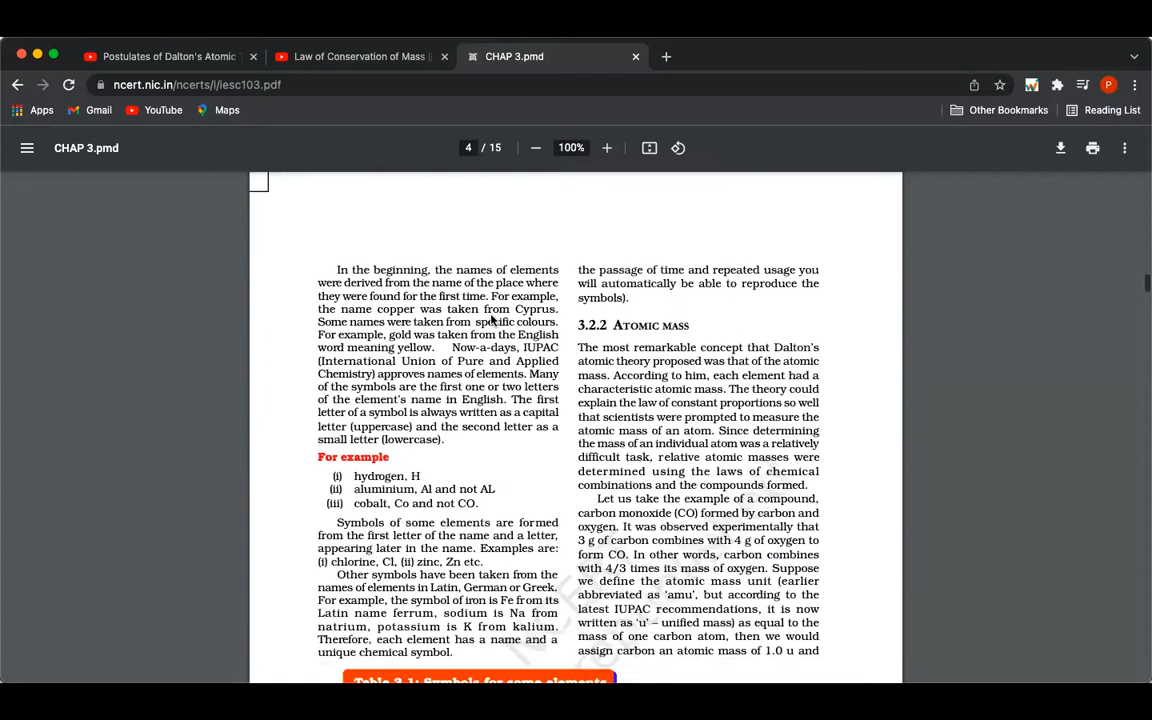 Postulates of Dalton's Atomic
Law of Conservation of Mass
CHAP 3.pmd
ncert.nic.in/ncerts/l/iesc103.pdf
P
Apps
Gmail
YouTube
Maps
Other Bookmarks
Reading List
CHAP 3.pmd
4 / 15
100%
In the beginning, the names of elements
were derived from the name of the place where
they were found for the first time. For example,
the name copper was taken from Cyprus.
Some names were taken from specific colours.
For example, gold was taken from the English
word meaning yellow. Now-a-days, IUPAC
(International Union of Pure and Applied
Chemistry) approves names of elements. Many
of the symbols are the first one or two letters
of the element's name in English. The first
letter of a symbol is always written as a capital
letter (uppercase) and the second letter as a
small letter (lowercase).
For example
(i) hydrogen, H
(ii) aluminium, Al and not AL
(iii) cobalt, Co and not CO.
Symbols of some elements are formed
from the first letter of the name and a letter,
appearing later in the name. Examples are:
(i) chlorine, Cl, (ii) zinc, Zn etc.
Other symbols have been taken from the
names of elements in Latin, German or Greek.
For example, the symbol of iron is Fe from its
Latin name ferrum, sodium is Na from
natrium, potassium is K from kalium.
Therefore, each element has a name and a
unique chemical symbol.
Table 3.1: Symbols for some elements
the passage of time and repeated usage you
will automatically be able to reproduce the
symbols).
3.2.2 ATOMIC MASS
The most remarkable concept that Dalton's
atomic theory proposed was that of the atomic
mass. According to him, each element had a
characteristic atomic mass. The theory could
explain the law of constant proportions so well
that scientists were prompted to measure the
atomic mass of an atom. Since determining
the mass of an individual atom was a relatively
difficult task, relative atomic masses were
determined using the laws of chemical
combinations and the compounds formed.
Let us take the example of a compound,
carbon monoxide (CO) formed by carbon and
oxygen. It was observed experimentally that
3 g of carbon combines with 4 g of oxygen to
form CO. In other words, carbon combines
with 4/3 times its mass of oxygen. Suppose
we define the atomic mass unit (earlier
abbreviated as 'amu', but according to the
latest IUPAC recommendations, it is now
written as 'u' – unified mass) as equal to the
mass of one carbon atom, then we would
assign carbon an atomic mass of 1.0 u and